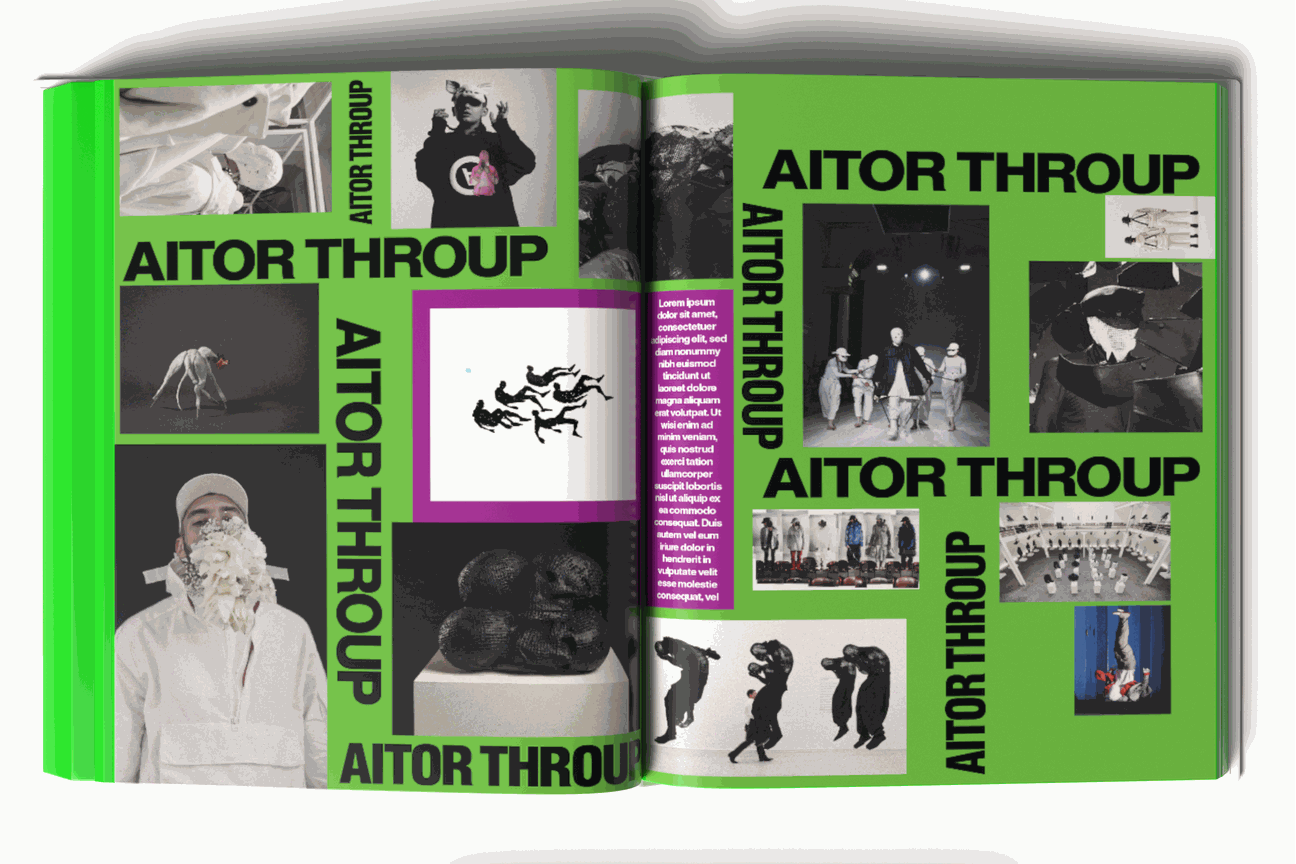 AITOR THROUP
AITOR THROUP
AITOR THROUP
AITOR THROUP
Lorem ipsum
dolor sit amet,
consectetuer
adipiscing elit, sed
diam nonummy
nibh euismod
tincidunt ut
laoreet dolore
magna aliquam
erat volutpat. Ut
wisi enim ad
minim veniam,
quis nostrud
exerci tation
ullamcorper
suscipit lobortis
nisl ut aliquip ex
ea commodo
consequat. Duis
autem vel eum
iriure dolor in
hendrerit in
vulputate velit
esse molestie
consequat, vel
AITOR THROUP
AITOR THROUP
AITOR THROUP
AITOR THROUP